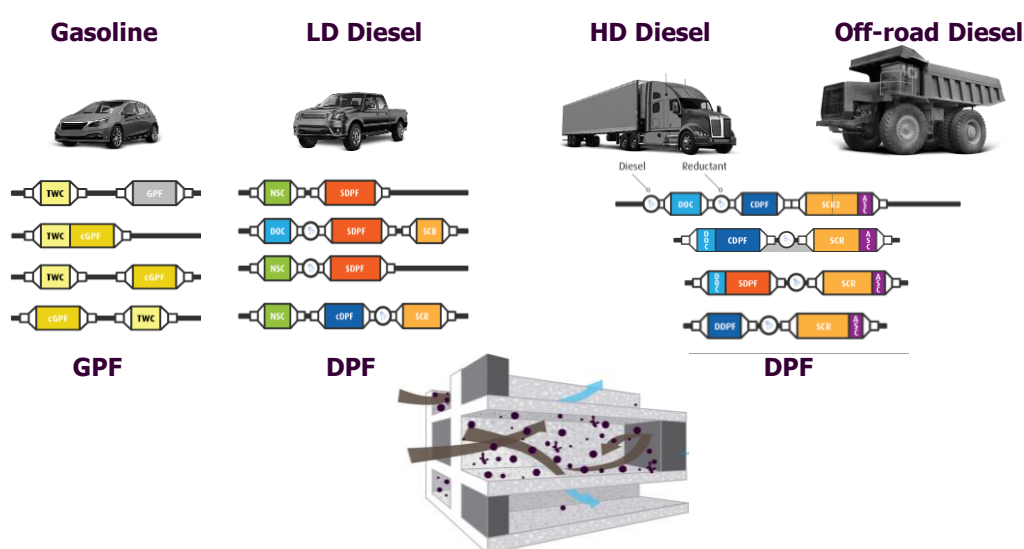 Gasoline
LD Diesel
HD Diesel
Off-road Diesel
Diesel
Reductant
TWC
GPF
TWC
cGPF
TWC
cGPF
cGPF
TWC
NSC
SDPF
DOC
SDPF
SCR
NSC
SDPF
NSC
cDPF
SCR
DOC
CDPF
SCR2
ASC
DOC
CDPF
SCR
ASC
DOC
SDPF
SCR
ASC
DDPF
SCR
ASC
GPF
DPF
DPF